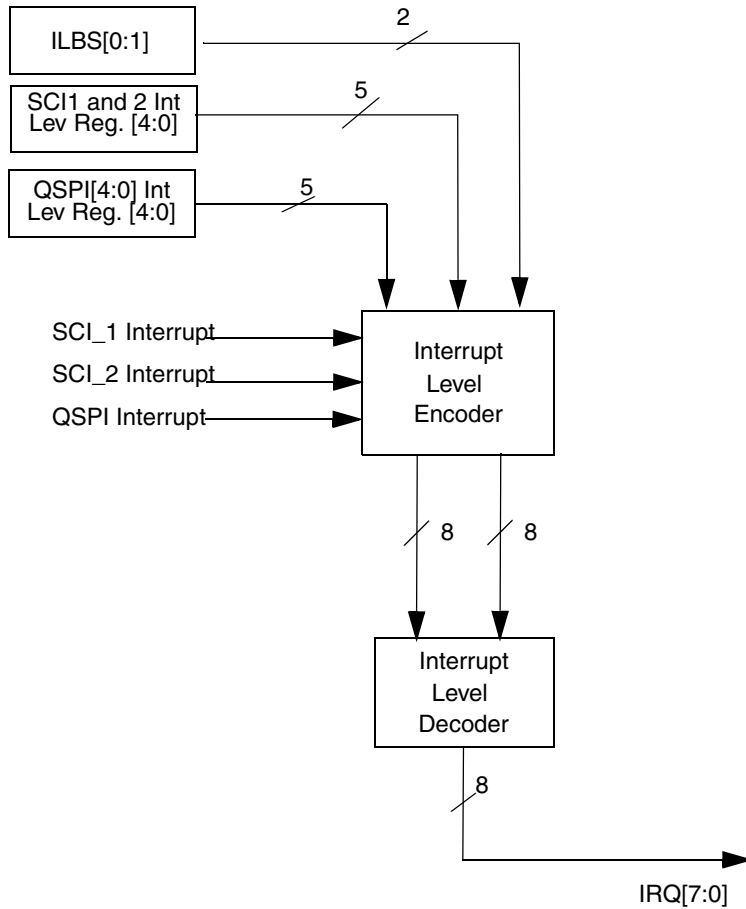 2
ILBS[0:1]
5
SCI1 and 2 Int
Lev Reg. [4:0]
5
QSPI[4:0] Int
Lev Reg. [4:0]
SCI_1 Interrupt
SCI_2 Interrupt
QSPI Interrupt
Interrupt
Level
Encoder
8
8
Interrupt
Level
Decoder
8
IRQ[7:0]